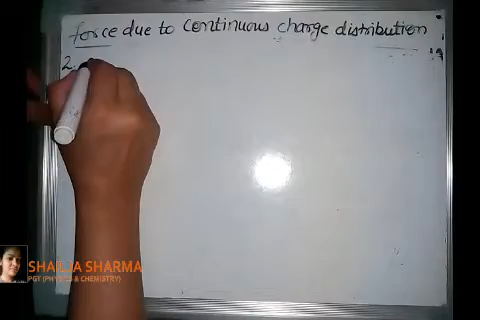 force due to continuous charge distribution
2.
SHAILJA SHARMA
PGT (PHYSICS & CHEMISTRY)